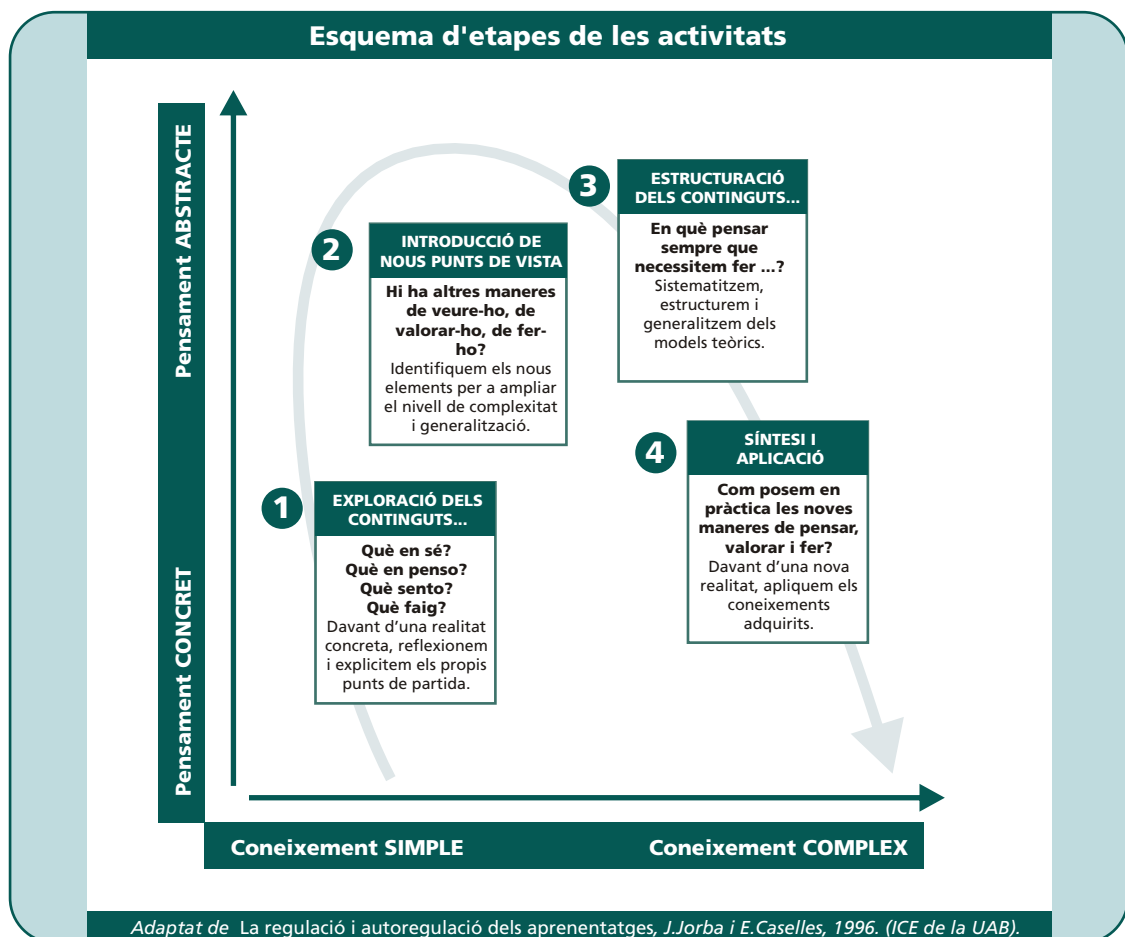 Esquema d'etapes de les activitats
Pensament ABSTRACTE
Pensament CONCRET
1
EXPLORACIÓ DELS
CONTINGUTS...
Què en sé?
Què en penso?
Què sento?
Què faig?
Davant d’una realitat
concreta, reflexionem
i explicitem els propis
punts de partida.
2
INTRODUCCIÓ DE
NOUS PUNTS DE VISTA
Hi ha altres maneres
de veure-ho, de
valorar-ho, de fer-
ho?
Identifiquem els nous
elements per a ampliar
el nivell de complexitat
i generalització.
3
ESTRUCTURACIÓ
DELS CONTINGUTS...
En què pensar
sempre que
necessitem fer ...?
Sistematitzem,
estructurem i
generalitzem dels
models teòrics.
4
SÍNTESI I
APLICACIÓ
Com posem en
pràctica les noves
maneres de pensar,
valorar i fer?
Davant d’una nova
realitat, apliquem els
coneixements
adquirits.
Coneixement SIMPLE
Coneixement COMPLEX
Adaptat de La regulació i autoregulació dels aprenentatges, J.Jorba i E.Caselles, 1996. (ICE de la UAB).